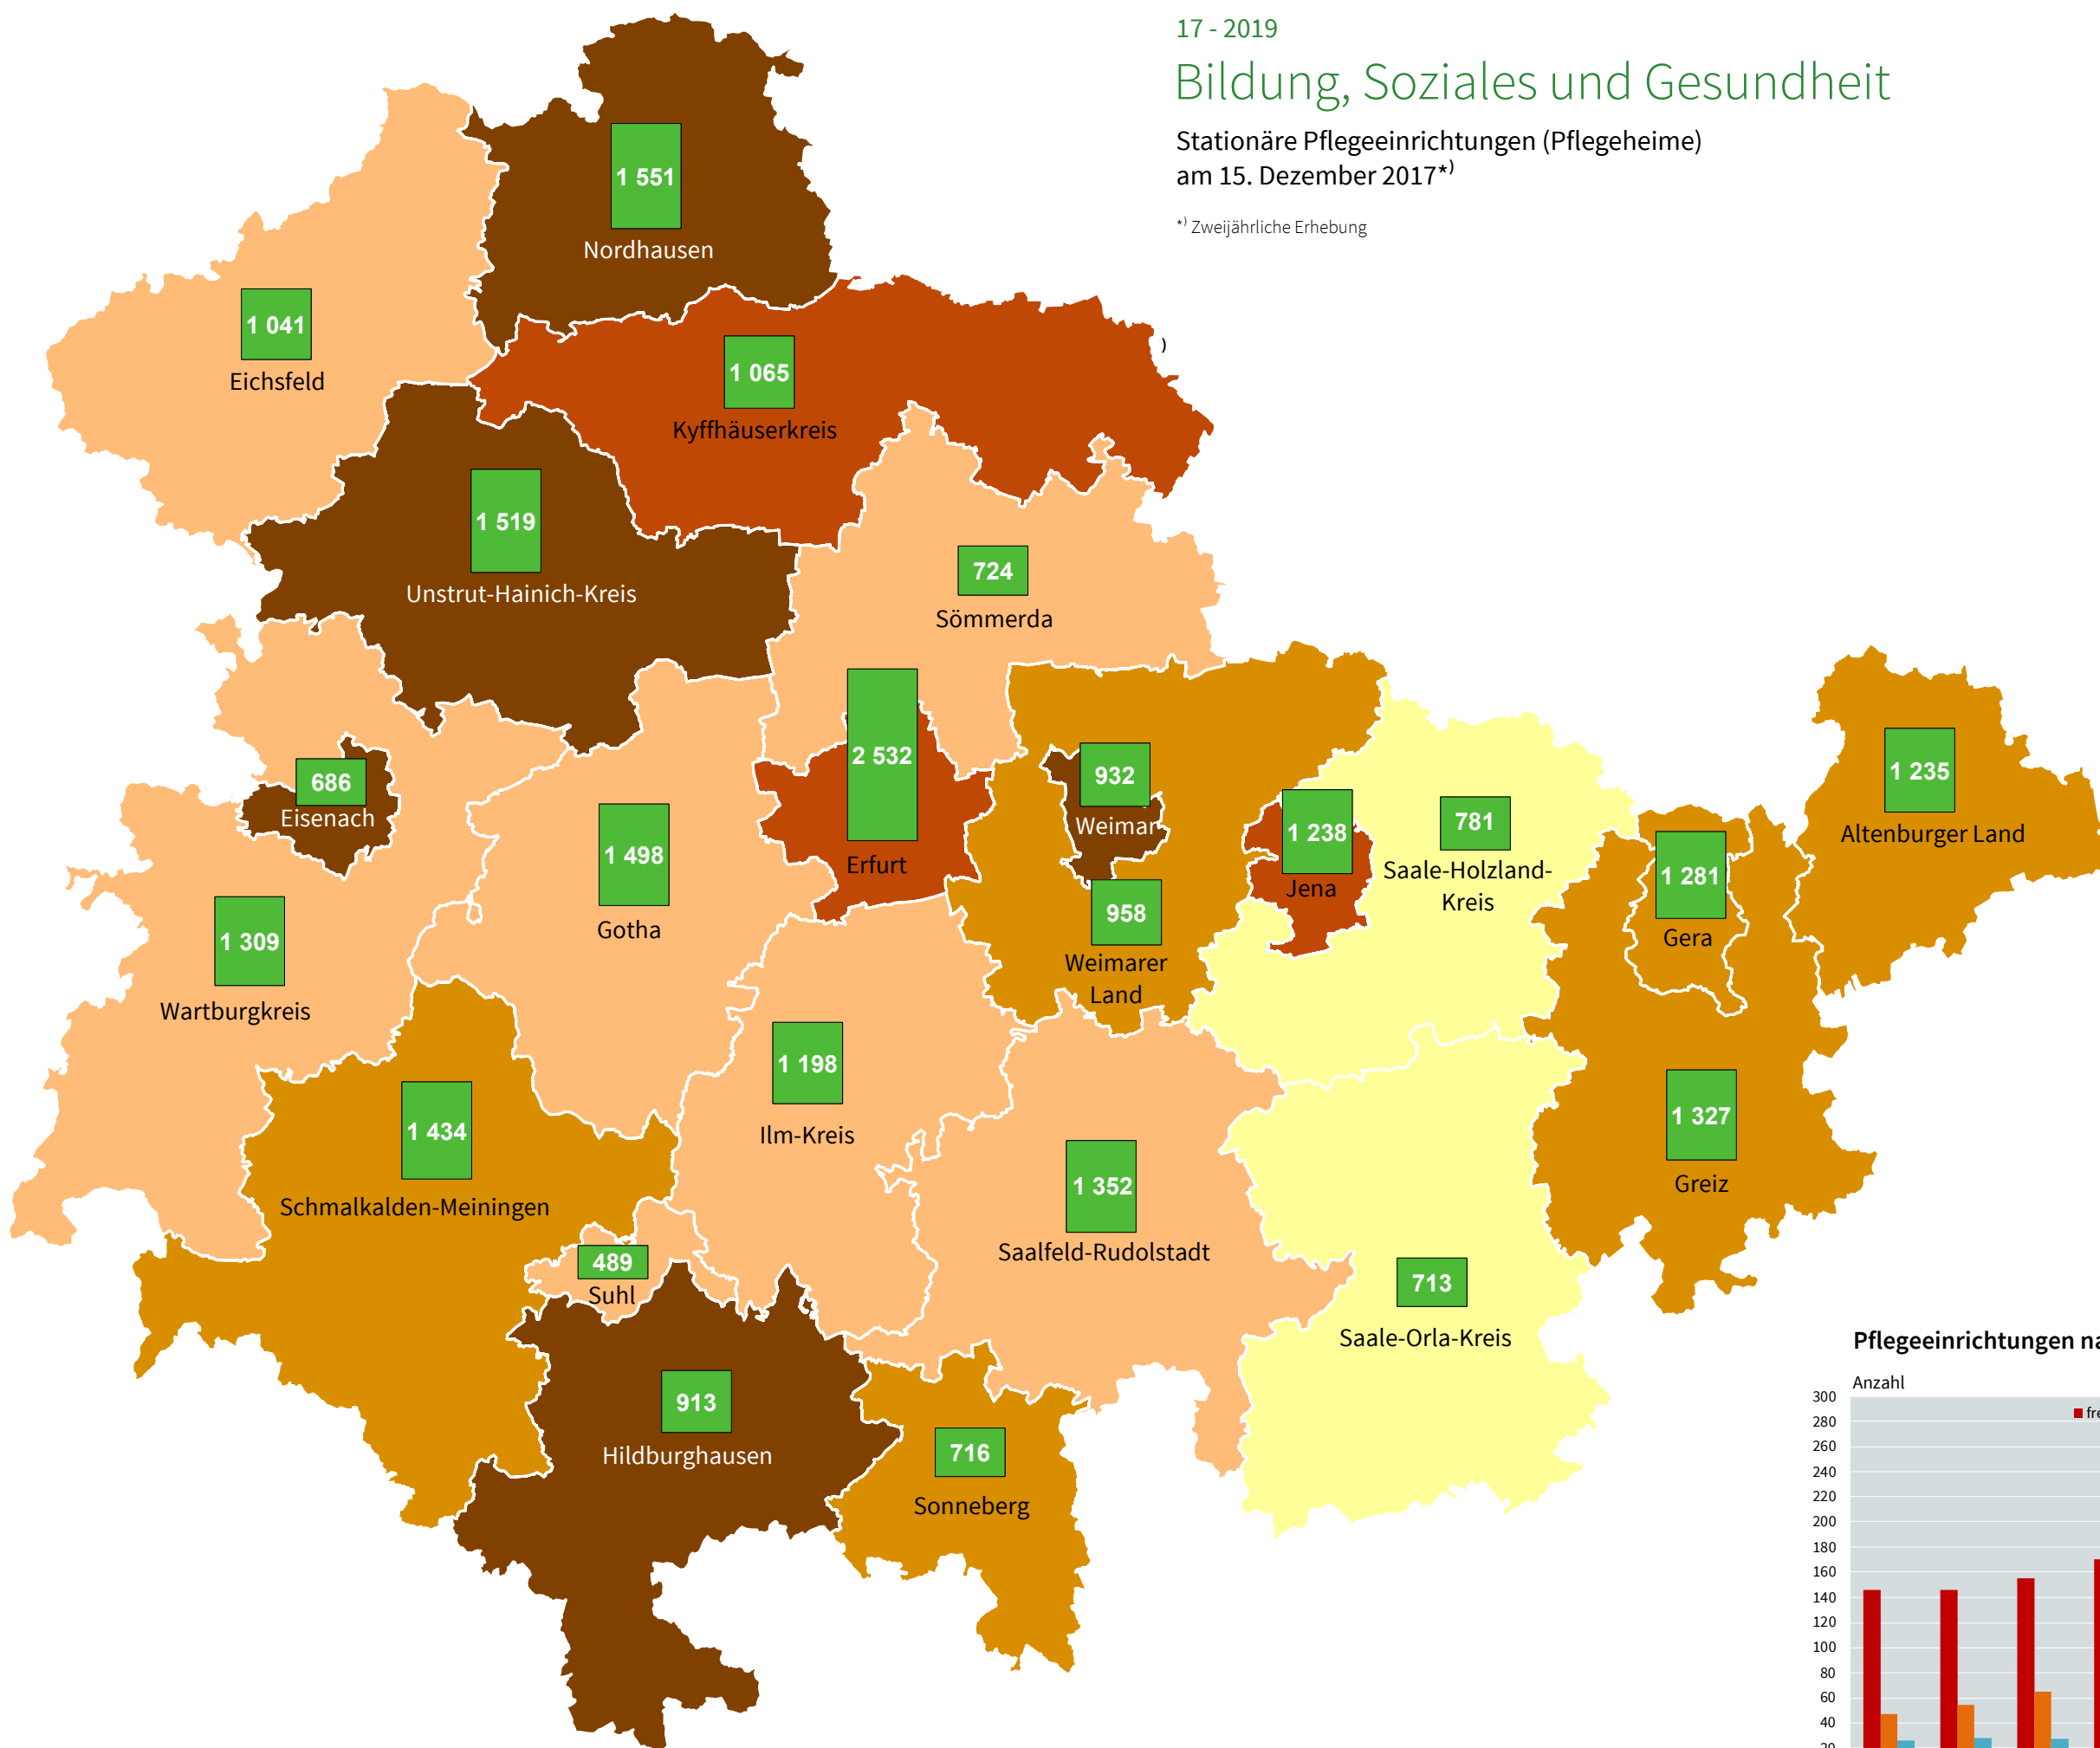 17 - 2019
Bildung, Soziales und Gesundheit
Stationäre Pflegeeinrichtungen (Pflegeheime)
am 15. Dezember 2017*)
*) Zweijährliche Erhebung
1 551
Nordhausen
1 041
Eichsfeld
)
1 065
Kyffhäuserkreis
1 519
Unstrut-Hainich-Kreis
724
Sömmerda
2 532
Erfurt
932
Weimar
686
Eisenach
1 498
Gotha
1 238
Jena
781
Saale-Holzland-
Kreis
1 235
Altenburger Land
1 281
Gera
958
Weimarer
Land
1 309
Wartburgkreis
1 198
Ilm-Kreis
1 434
Schmalkalden-Meiningen
1 327
Greiz
1 352
Saalfeld-Rudolstadt
489
Suhl
713
Saale-Orla-Kreis
913
Hildburghausen
716
Sonneberg
Pflegeeinrichtungen
Anzahl
300
280
260
240
220
200
180
160
140
120
100
80
60
40
20